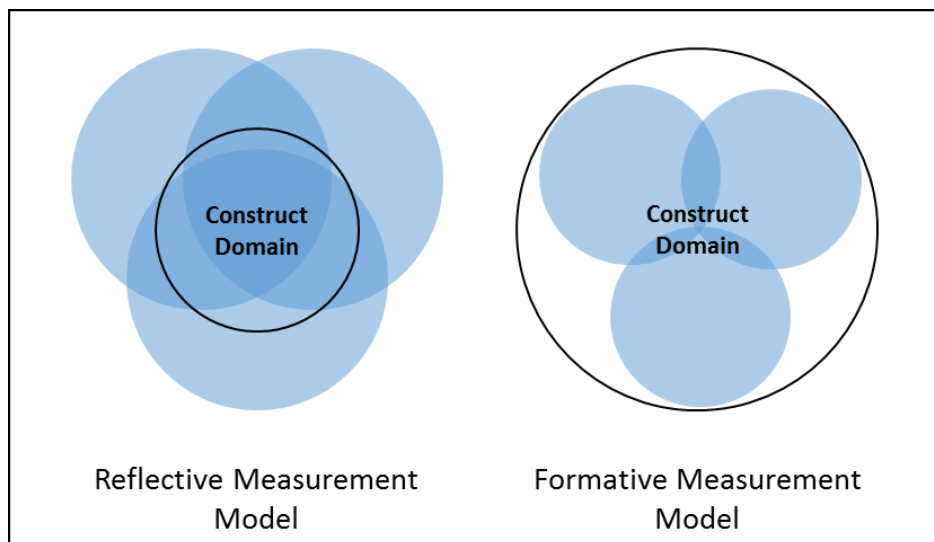 Construct
Domain
Construct
Domain
Reflective Measurement
Model
Formative Measurement
Model